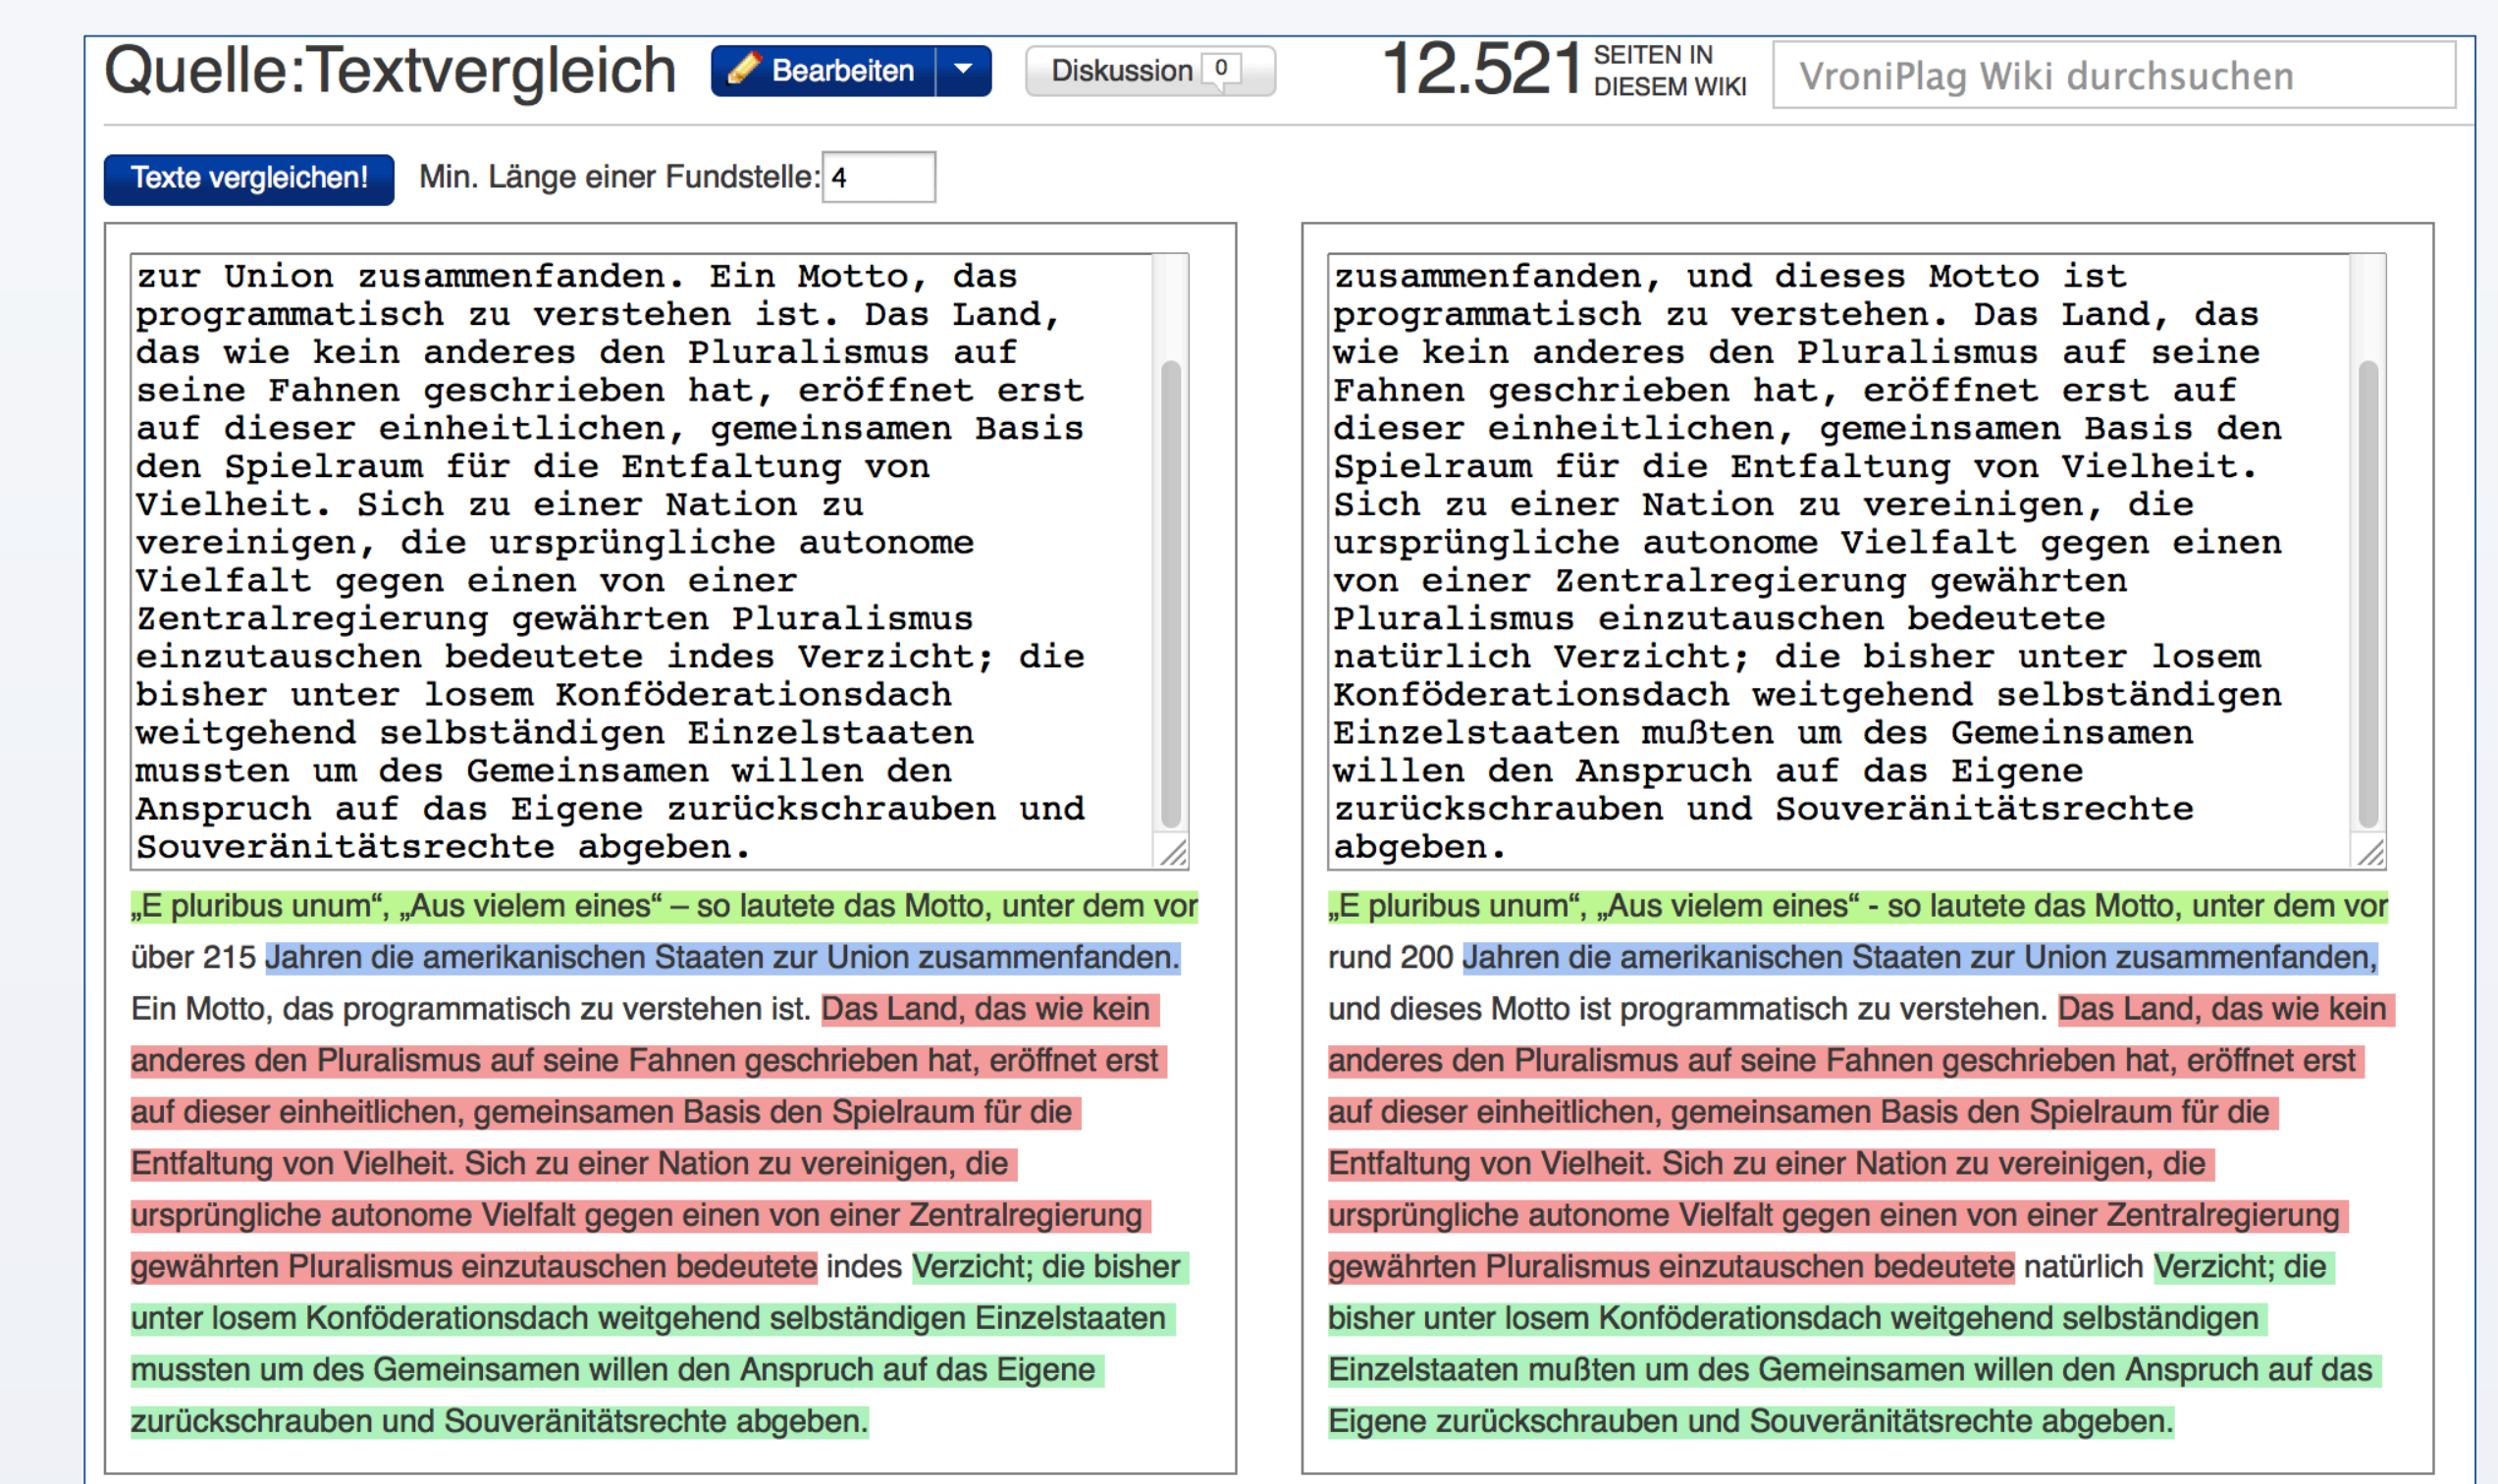 Quelle:Textvergleich
Bearbeiten
Diskussion 0
12.521 SEITEN IN
DIESEM WIKI
VroniPlag Wiki durchsuchen
Texte vergleichen!
Min. Länge einer Fundstelle: 4
zur Union zusammenfanden. Ein Motto, das
programmatisch zu verstehen ist. Das Land,
das wie kein anderes den Pluralismus auf
seine Fahnen geschrieben hat, eröffnet erst
auf dieser einheitlichen, gemeinsamen Basis
den Spielraum für die Entfaltung von
Vielheit. Sich zu einer Nation zu
vereinigen, die ursprüngliche autonome
Vielfalt gegen einen von einer
Zentralregierung gewährten Pluralismus
einzutauschen bedeutete indes Verzicht; die
bisher unter losem Konföderationsdach
weitgehend selbständigen Einzelstaaten
mussten um des Gemeinsamen willen den
Anspruch auf das Eigene zurückschrauben und
Souveränitätsrechte abgeben.
„E pluribus unum“, „Aus vielem eines“ – so lautete das Motto, unter dem vor
über 215 Jahren die amerikanischen Staaten zur Union zusammenfanden.
Ein Motto, das programmatisch zu verstehen ist. Das Land, das wie kein
anderes den Pluralismus auf seine Fahnen geschrieben hat, eröffnet erst
auf dieser einheitlichen, gemeinsamen Basis den Spielraum für die
Entfaltung von Vielheit. Sich zu einer Nation zu vereinigen, die
ursprüngliche autonome Vielfalt gegen einen von einer Zentralregierung
gewährten Pluralismus einzutauschen bedeutete indes Verzicht; die bisher
unter losem Konföderationsdach weitgehend selbständigen Einzelstaaten
mussten um des Gemeinsamen willen den Anspruch auf das Eigene
zurückschrauben und Souveränitätsrechte abgeben.
zusammenfanden, und dieses Motto ist
programmatisch zu verstehen. Das Land, das
wie kein anderes den Pluralismus auf seine
Fahnen geschrieben hat, eröffnet erst auf
dieser einheitlichen, gemeinsamen Basis den
Spielraum für die Entfaltung von Vielheit.
Sich zu einer Nation zu vereinigen, die
ursprüngliche autonome Vielfalt gegen einen
von einer Zentralregierung gewährten
Pluralismus einzutauschen bedeutete
natürlich Verzicht; die bisher unter losem
Konföderationsdach weitgehend selbständigen
Einzelstaaten mußten um des Gemeinsamen
willen den Anspruch auf das Eigene
zurückschrauben und Souveränitätsrechte
abgeben.
„E pluribus unum“, „Aus vielem eines“ - so lautete das Motto, unter dem vor
rund 200 Jahren die amerikanischen Staaten zur Union zusammenfanden,
und dieses Motto ist programmatisch zu verstehen. Das Land, das wie kein
anderes den Pluralismus auf seine Fahnen geschrieben hat, eröffnet erst
auf dieser einheitlichen, gemeinsamen Basis den Spielraum für die
Entfaltung von Vielheit. Sich zu einer Nation zu vereinigen, die
ursprüngliche autonome Vielfalt gegen einen von einer Zentralregierung
gewährten Pluralismus einzutauschen bedeutete natürlich Verzicht; die
bisher unter losem Konföderationsdach weitgehend selbständigen
Einzelstaaten mußten um des Gemeinsamen willen den Anspruch auf das
Eigene zurückschrauben und Souveränitätsrechte abgeben.